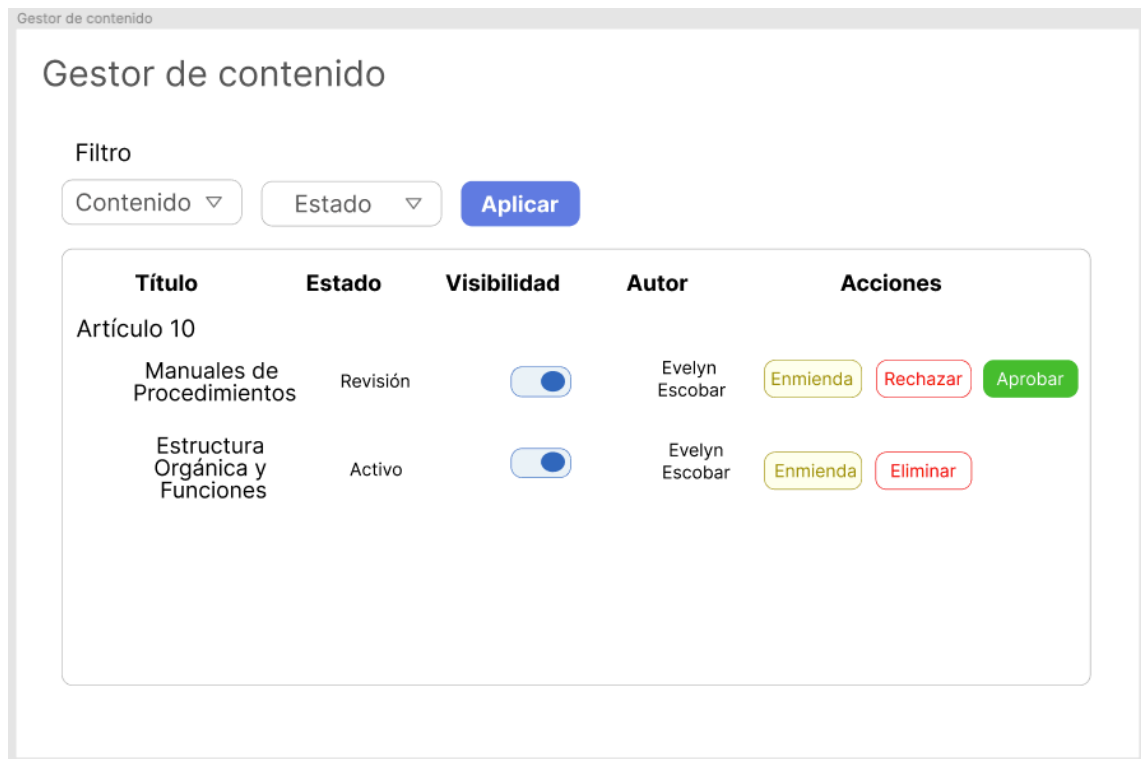 Gestor de contenido
Gestor de contenido
Filtro
Contenido Estado Aplicar
Título Estado Visibilidad Autor Acciones
Artículo 10
Manuales de
Procedimientos
Revisión
Evelyn
Escobar
Enmienda Rechazar Aprobar
Estructura
Orgánica y
Funciones
Activo
Evelyn
Escobar
Enmienda Eliminar